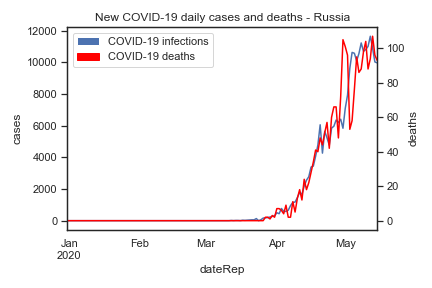 New COVID-19 daily cases and deaths - Russia
COVID-19 infections
COVID-19 deaths
12000
10000
8000
6000
4000
2000
0
cases
100
80
60
40
20
0
deaths
Jan Feb Mar Apr May
2020
dateRep